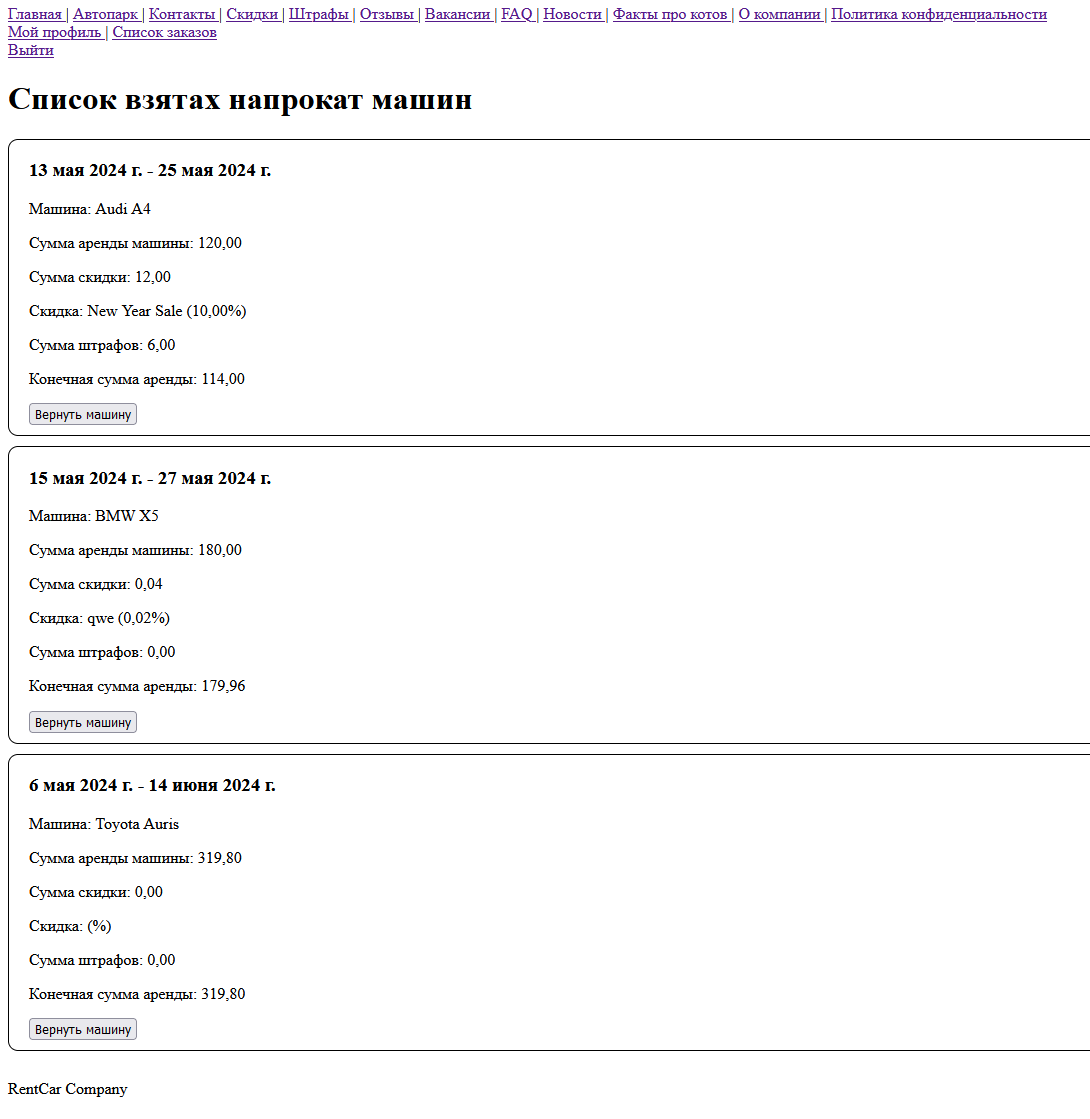 Главная | Автопарк | Контакты | Скидки | Штрафы | Отзывы | Вакансии | FAQ | Новости | Факты про котов | О компании | Политика конфиденциальности
Мой профиль | Список заказов
Выйти
Список взятах напрокат машин
13 мая 2024 г. - 25 мая 2024 г.
Машина: Audi A4
Сумма аренды машины: 120,00
Сумма скидки: 12,00
Скидка: New Year Sale (10,00%)
Сумма штрафов: 6,00
Конечная сумма аренды: 114,00
Вернуть машину
15 мая 2024 г. - 27 мая 2024 г.
Машина: BMW X5
Сумма аренды машины: 180,00
Сумма скидки: 0,04
Скидка: qwe (0,02%)
Сумма штрафов: 0,00
Конечная сумма аренды: 179,96
Вернуть машину
6 мая 2024 г. - 14 июня 2024 г.
Машина: Toyota Auris
Сумма аренды машины: 319,80
Сумма скидки: 0,00
Скидка: (%)
Сумма штрафов: 0,00
Конечная сумма аренды: 319,80
Вернуть машину
RentCar Company